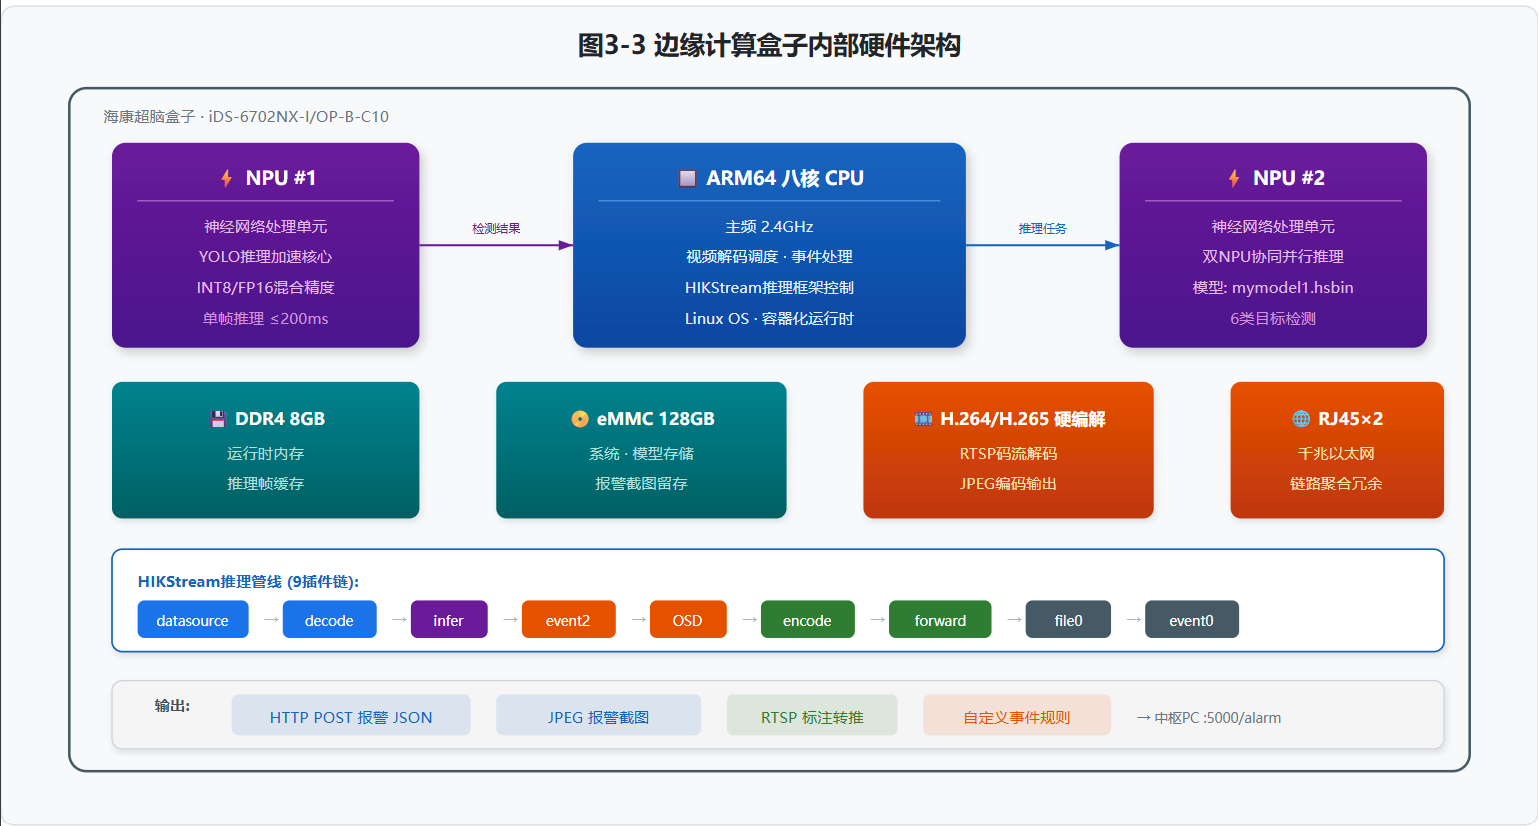 图3-3 边缘计算盒子内部硬件架构
海康超脑盒子 · iDS-6702NX-I/OP-B-C10
NPU #1
神经网络处理单元
YOLO推理加速核心
INT8/FP16混合精度
单帧推理 ≤200ms
检测结果
ARM64 八核 CPU
主频 2.4GHz
视频解码调度 · 事件处理
HIKStream推理框架控制
Linux OS · 容器化运行时
推理任务
NPU #2
神经网络处理单元
双NPU协同并行推理
模型: mymodel1.hsbin
6类目标检测
DDR4 8GB
运行时内存
推理帧缓存
eMMC 128GB
系统 · 模型存储
报警截图留存
H.264/H.265 硬编解
RTSP码流解码
JPEG编码输出
RJ45×2
千兆以太网
链路聚合冗余
HIKStream推理管线 (9插件链):
datasource → decode → infer → event2 → OSD → encode → forward → file0 → event0
输出:
HTTP POST 报警 JSON
JPEG 报警截图
RTSP 标注转推
自定义事件规则
→ 中枢PC :5000/alarm